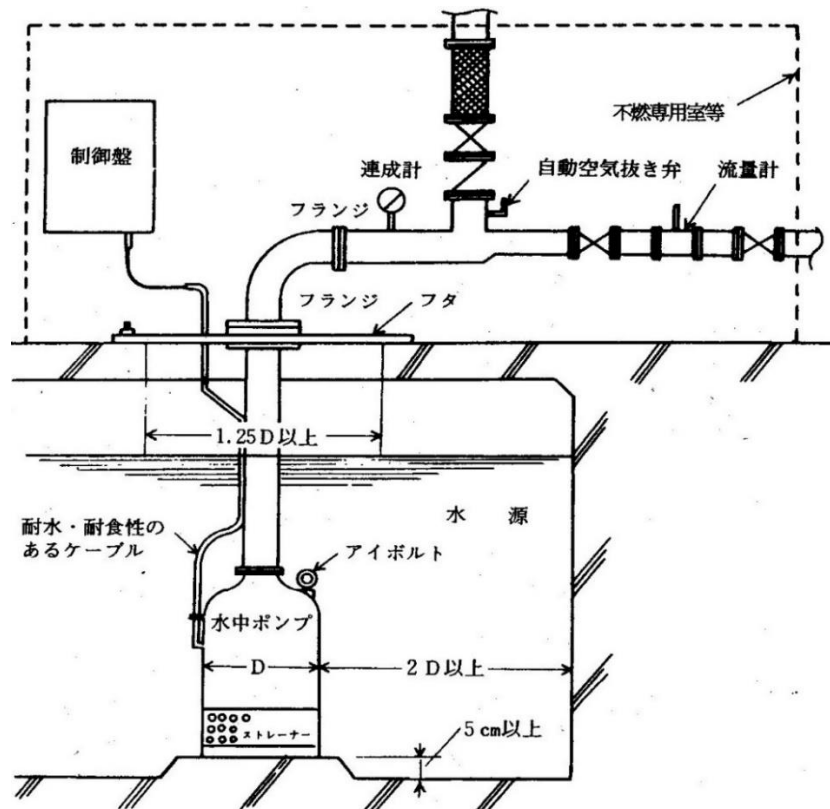 不燃専用室等
制御盤
連成計
自動空気抜き弁
流量計
フランジ
フランジ
フタ
1.25D以上
水 源
耐水・耐食性の
あるケーブル
アイボルト
水中ポンプ
D
2D以上
ストレーナー
5cm以上